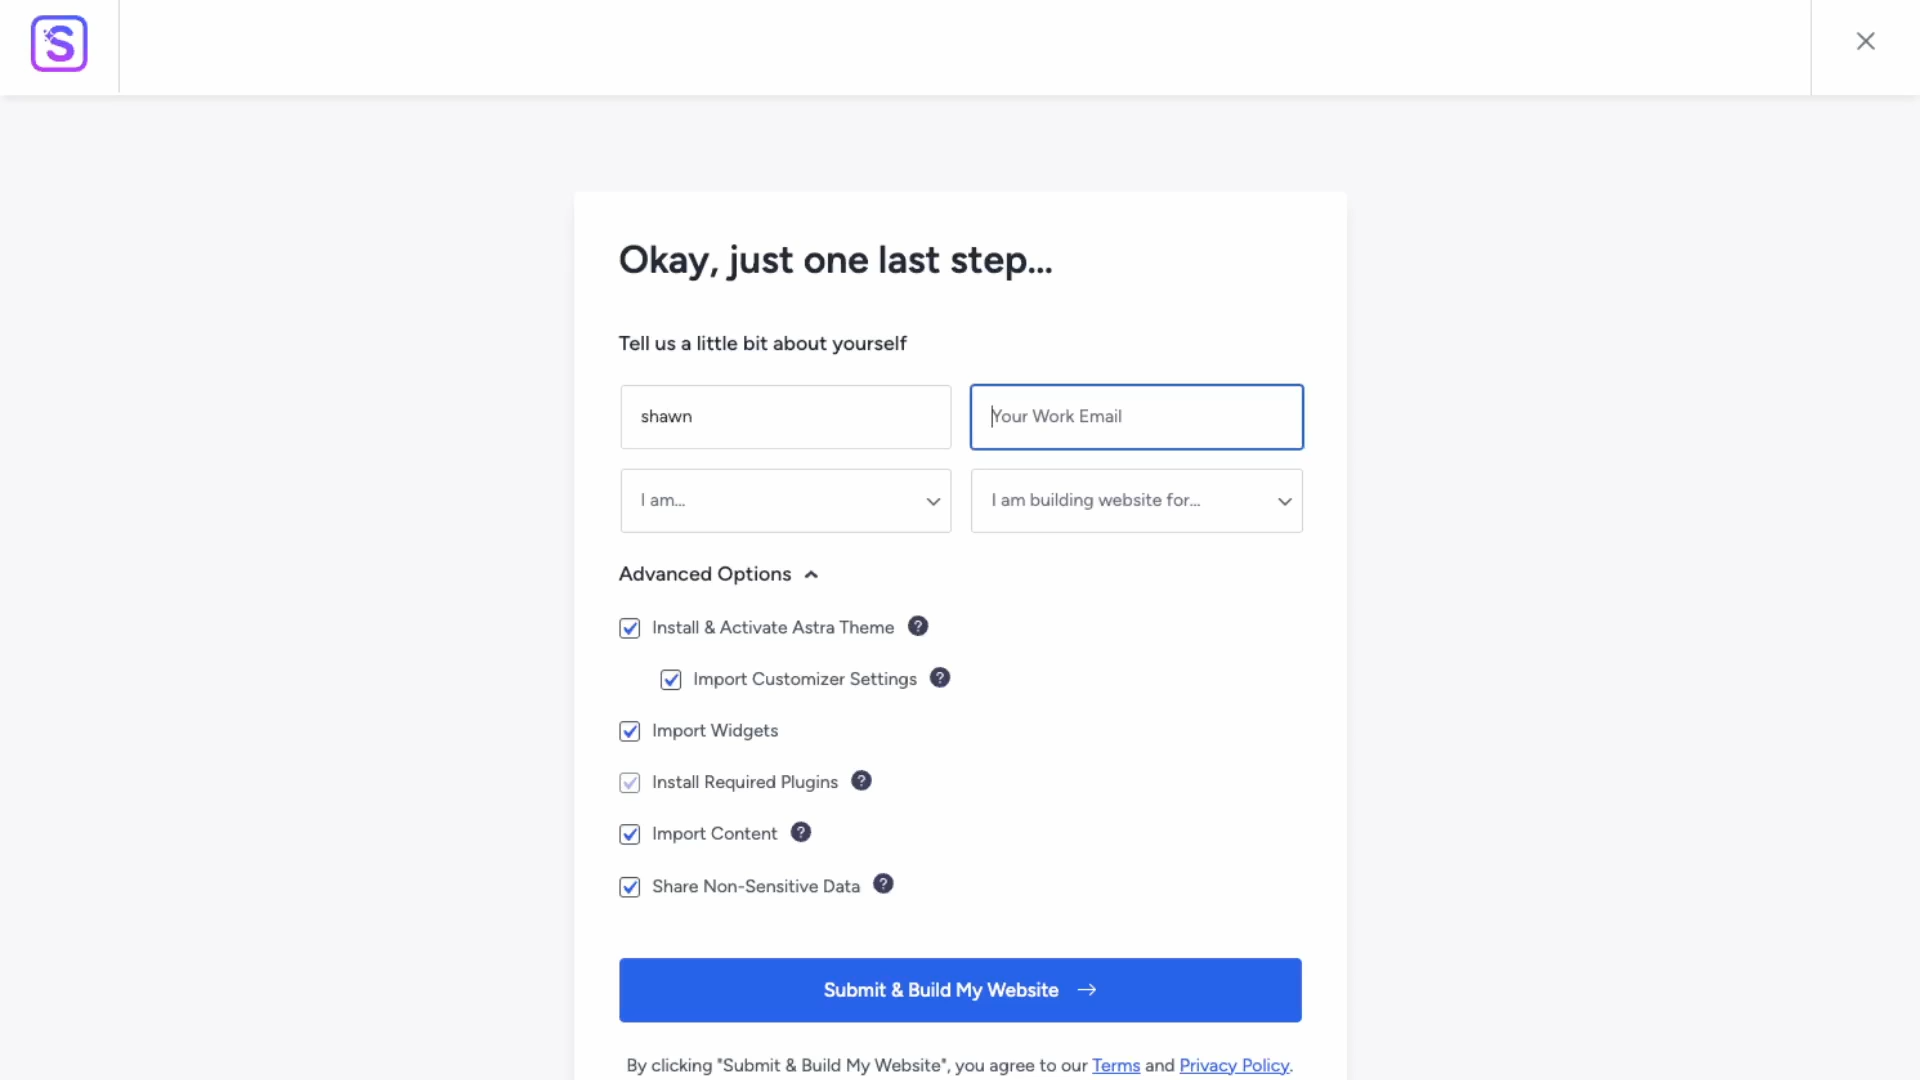 S
Okay, just one last step...
Tell us a little bit about yourself
shawn
Your Work Email
I am...
I am building website for...
Advanced Options
Install & Activate Astra Theme ?
Import Customizer Settings ?
Import Widgets
Install Required Plugins ?
Import Content ?
Share Non-Sensitive Data ?
Submit & Build My Website →
By clicking "Submit & Build My Website", you agree to our Terms and Privacy Policy.